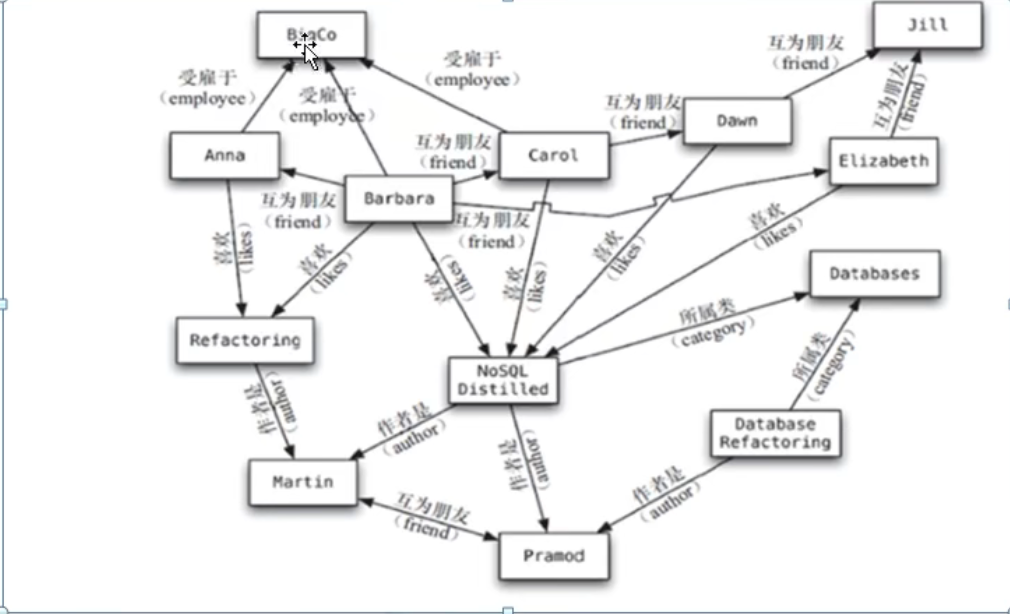 BigCo
Jill
受雇于
(employee)
受雇于
(employee)
受雇于
(employee)
互为朋友
(friend)
互为朋友
(friend)
互为朋友
(friend)
Dawn
Anna
互为朋友
(friend)
Carol
Elizabeth
Barbara
互为朋友
(friend)
互为朋友
(friend)
喜欢
(likes)
喜欢
(likes)
喜欢
(likes)
喜欢
(likes)
喜欢
(likes)
喜欢
(likes)
Databases
所属类
(category)
所属类
(category)
Refactoring
NoSQL
Distilled
作者是
(author)
作者是
(author)
作者是
(author)
Database
Refactoring
Martin
作者是
(author)
互为朋友
(friend)
Pramod